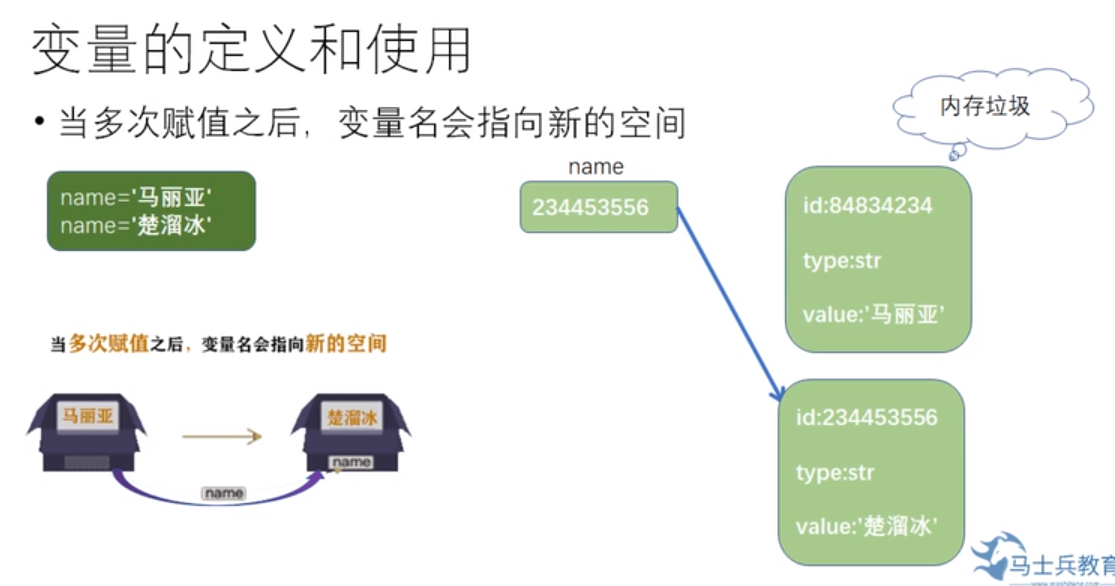 变量的定义和使用
• 当多次赋值之后，变量名会指向新的空间
name='马丽亚'
name='楚溜冰'
name
234453556
内存垃圾
id:84834234
type:str
value:'马丽亚’
当多次赋值之后，变量名会指向新的空间
马丽亚
楚溜冰
name
name
id:234453556
type:str
value:'楚溜冰’
马士兵教育